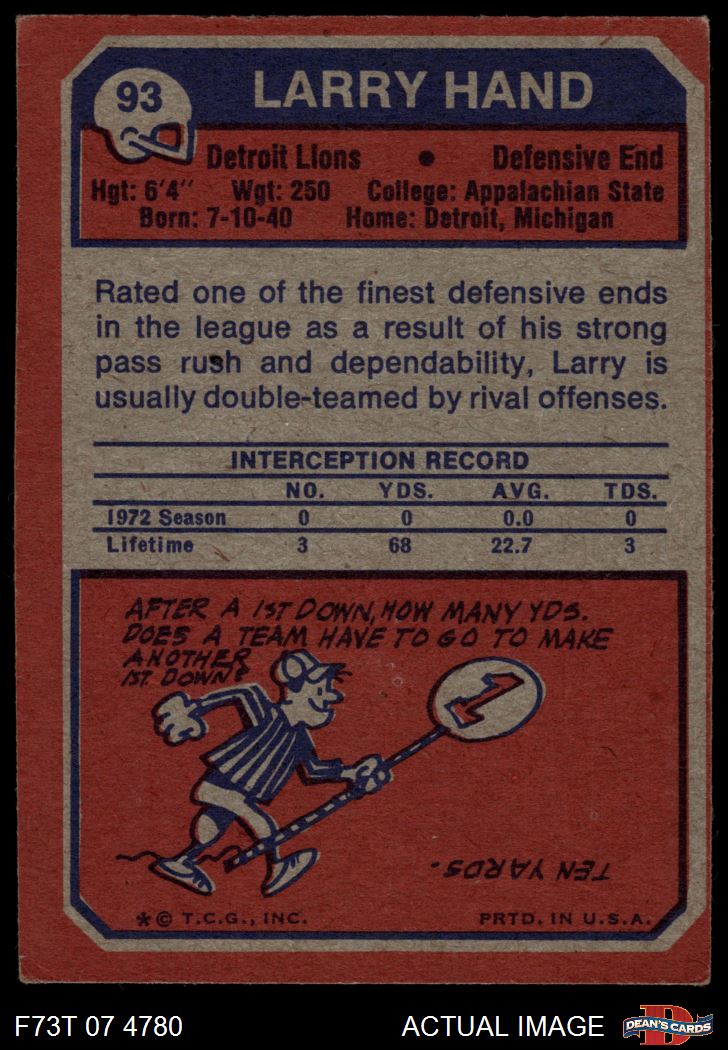 93
LARRY HAND
Detroit Lions • Defensive End
Hgt: 6'4" Wgt: 250 College: Appalachian State
Born: 7-10-40 Home: Detroit, Michigan
Rated one of the finest defensive ends
in the league as a result of his strong
pass rush and dependability, Larry is
usually double-teamed by rival offenses.
INTERCEPTION RECORD
NO. YDS. AVG. TDS.
1972 Season 0 0 0.0 0
Lifetime 3 68 22.7 3
AFTER A 1ST DOWN, HOW MANY YDS.
DOES A TEAM HAVE TO GO TO MAKE
ANOTHER
1ST. DOWN?
1
TEN YARDS.
* © T.C.G., INC. PRTD. IN U.S.A.
F73T 07 4780 ACTUAL IMAGE
D
DEAN'S CARDS